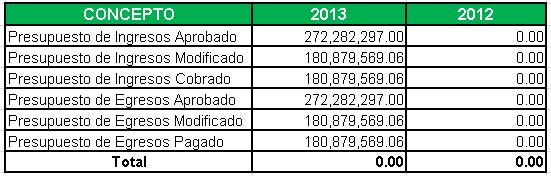 CONCEPTO 2013 2012
Presupuesto de Ingresos Aprobado 272,282,297.00 0.00
Presupuesto de Ingresos Modificado 180,879,569.06 0.00
Presupuesto de Ingresos Cobrado 180,879,569.06 0.00
Presupuesto de Egresos Aprobado 272,282,297.00 0.00
Presupuesto de Egresos Modificado 180,879,569.06 0.00
Presupuesto de Egresos Pagado 180,879,569.06 0.00
Total 0.00 0.00